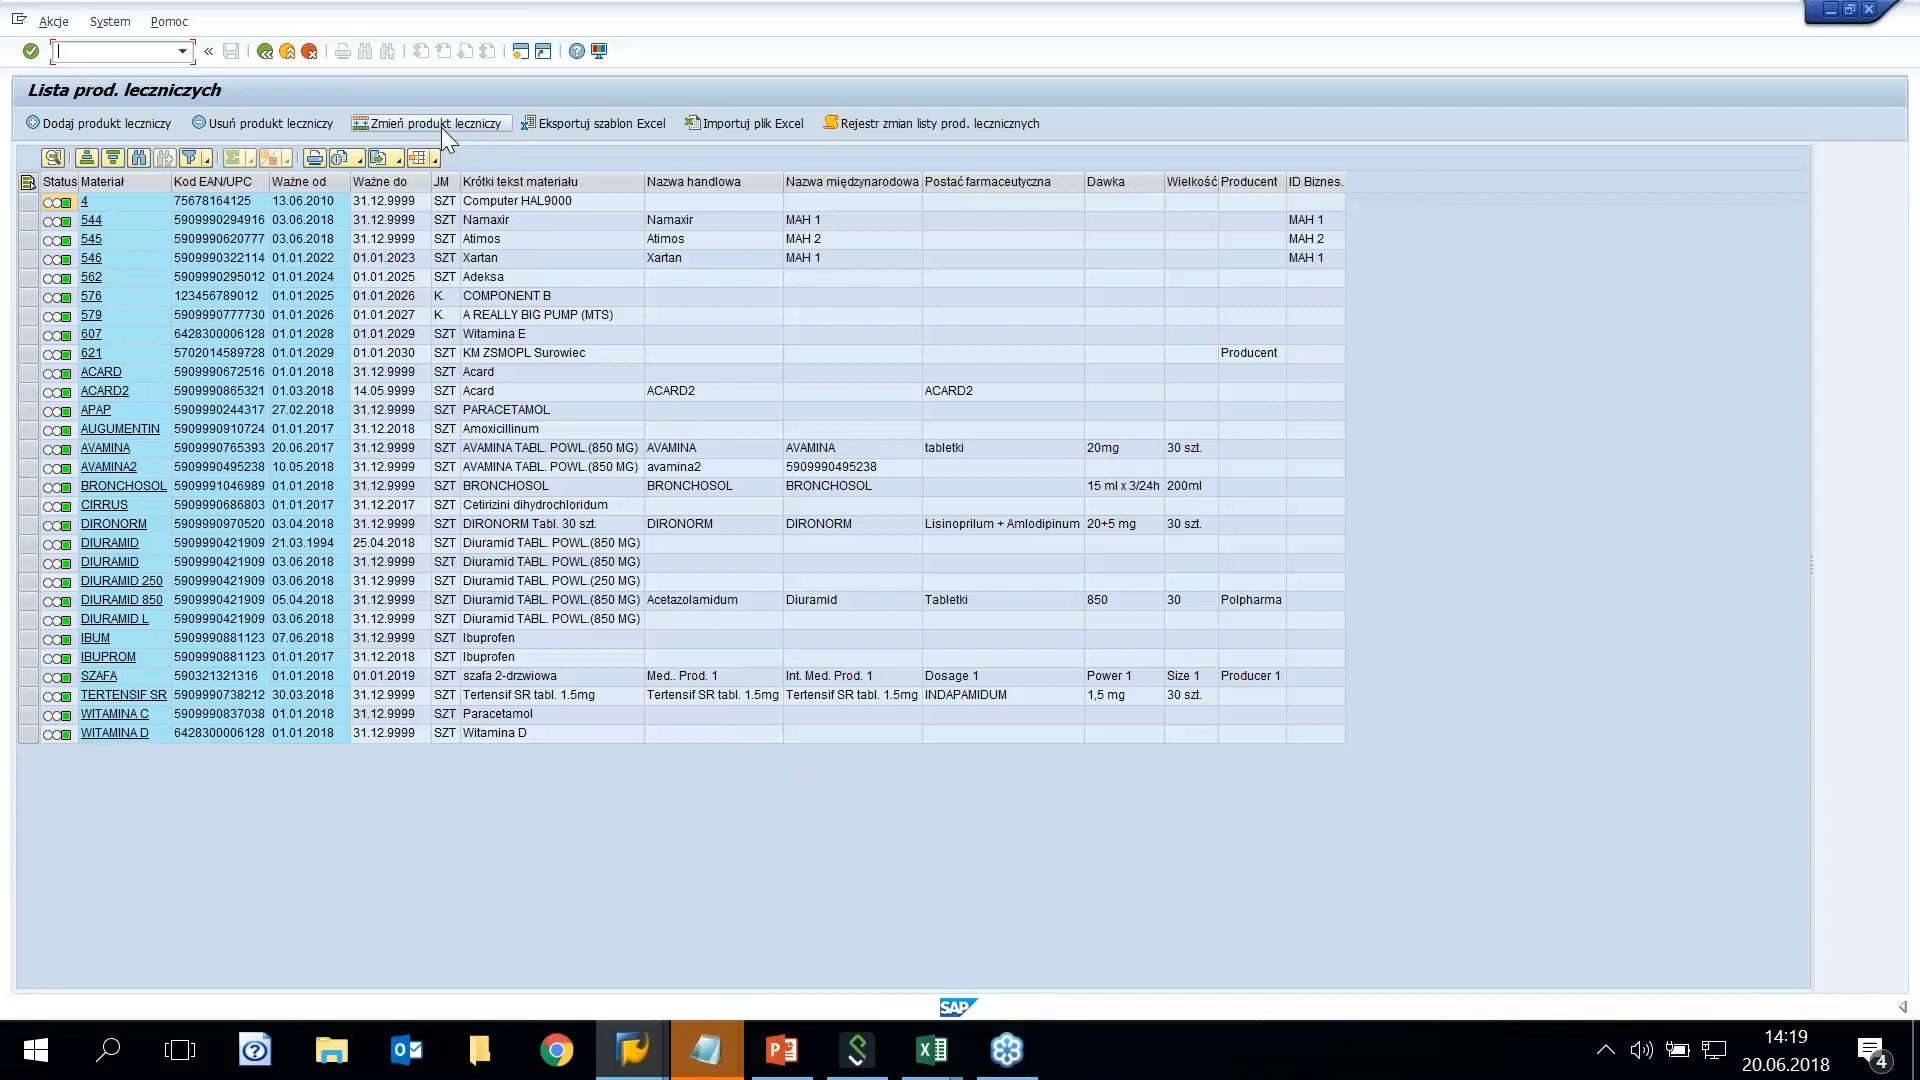 Akcje System Pomoc
Lista prod. leczniczych
Dodaj produkt leczniczy Usuń produkt leczniczy Zmień produkt leczniczy Eksportuj szablon Excel Importuj plik Excel Rejestr zmian listy prod. lecznicznych
Status Materiał Kod EAN/UPC Ważne od Ważne do JM Krótki tekst materiału Nazwa handlowa Nazwa międzynarodowa Postać farmaceutyczna Dawka Wielkość Producent ID Biznes.
4 75678164125 13.06.2010 31.12.9999 SZT Computer HAL9000
544 5909990294916 03.06.2018 31.12.9999 SZT Namaxir Namaxir MAH 1 MAH 1
545 5909990620777 03.06.2018 31.12.9999 SZT Atimos Atimos MAH 2 MAH 2
546 5909990322114 01.01.2022 01.01.2023 SZT Xartan Xartan MAH 1 MAH 1
562 5909990295012 01.01.2024 01.01.2025 SZT Adeksa
576 123456789012 01.01.2025 01.01.2026 K. COMPONENT B
579 5909990777730 01.01.2026 01.01.2027 K. A REALLY BIG PUMP (MTS)
607 6428300006128 01.01.2028 01.01.2029 SZT Witamina E
621 5702014589728 01.01.2029 01.01.2030 SZT KM ZSMOPL Surowiec Producent
ACARD 5909990672516 01.01.2018 31.12.9999 SZT Acard
ACARD2 5909990865321 01.03.2018 14.05.9999 SZT Acard ACARD2 ACARD2
APAP 5909990244317 27.02.2018 31.12.9999 SZT PARACETAMOL
AUGUMENTIN 5909990910724 01.01.2017 31.12.2018 SZT Amoxicillinum
AVAMINA 5909990765393 20.06.2017 31.12.9999 SZT AVAMINA TABL. POWL.(850 MG) AVAMINA AVAMINA tabletki 20mg 30 szt.
AVAMINA2 5909990495238 10.05.2018 31.12.9999 SZT AVAMINA TABL. POWL.(850 MG) avamina2 5909990495238
BRONCHOSOL 5909991046989 01.01.2018 31.12.9999 SZT BRONCHOSOL BRONCHOSOL BRONCHOSOL 15 ml x 3/24h 200ml
CIRRUS 5909990686803 01.01.2017 31.12.2017 SZT Cetirizini dihydrochloridum
DIRONORM 5909990970520 03.04.2018 31.12.9999 SZT DIRONORM Tabl. 30 szt. DIRONORM DIRONORM Lisinoprilum + Amlodipinum 20+5 mg 30 szt.
DIURAMID 5909990421909 21.03.1994 25.04.2018 SZT Diuramid TABL. POWL.(850 MG)
DIURAMID 5909990421909 03.06.2018 31.12.9999 SZT Diuramid TABL. POWL.(850 MG)
DIURAMID 250 5909990421909 03.06.2018 31.12.9999 SZT Diuramid TABL. POWL.(250 MG)
DIURAMID 850 5909990421909 05.04.2018 31.12.9999 SZT Diuramid TABL. POWL.(850 MG) Acetazolamidum Diuramid Tabletki 850 30 Polpharma
DIURAMID L 5909990421909 03.06.2018 31.12.9999 SZT Diuramid TABL. POWL.(850 MG)
IBUM 5909990881123 07.06.2018 31.12.9999 SZT Ibuprofen
IBUPROM 5909990881123 01.01.2017 31.12.2018 SZT Ibuprofen
SZAFA 590321321316 01.01.2018 01.01.2019 SZT szafa 2-drzwiowa Med.. Prod. 1 Int. Med. Prod. 1 Dosage 1 Power 1 Size 1 Producer 1
TERTENSIF SR 5909990738212 30.03.2018 31.12.9999 SZT Tertensif SR tabl. 1.5mg Tertensif SR tabl. 1.5mg Tertensif SR tabl. 1.5mg INDAPAMIDUM 1,5 mg 30 szt.
WITAMINA C 5909990837038 01.01.2018 31.12.9999 SZT Paracetamol
WITAMINA D 6428300006128 01.01.2018 31.12.9999 SZT Witamina D
SAP
14:19
20.06.2018
4